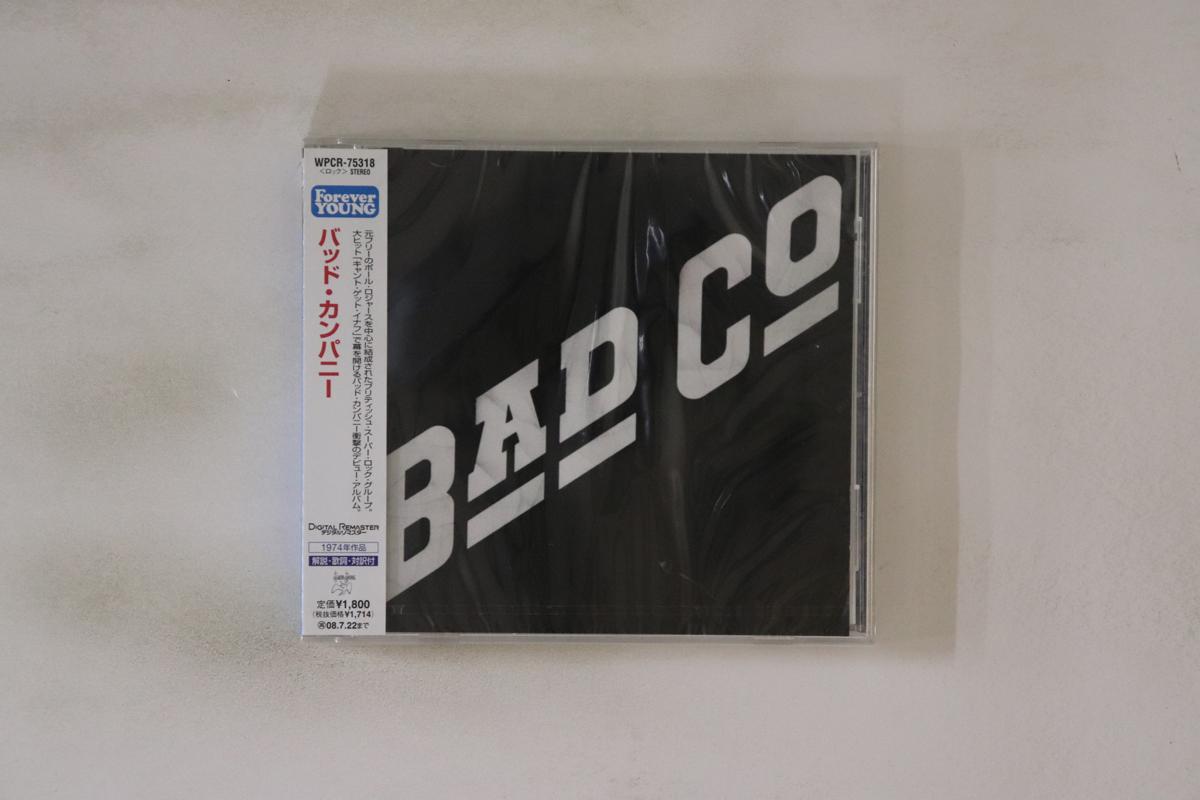 WPCR-75318
<ロック> STEREO
Forever
YOUNG
バッド・カンパニー
元フリーのポール・ロジャースを中心に結成されたブリティッシュ・スーパー・ロック・グループ。
大ヒット「キャント・ゲット・イナフ」で幕を開けるバッド・カンパニー衝撃のデビュー・アルバム。
DIGITAL REMASTER
デジタルリマスター
1974年作品
解説・歌詞・対訳付
定価¥1,800
(税抜価格¥1,714)
再08.7.22まで
BAD CO